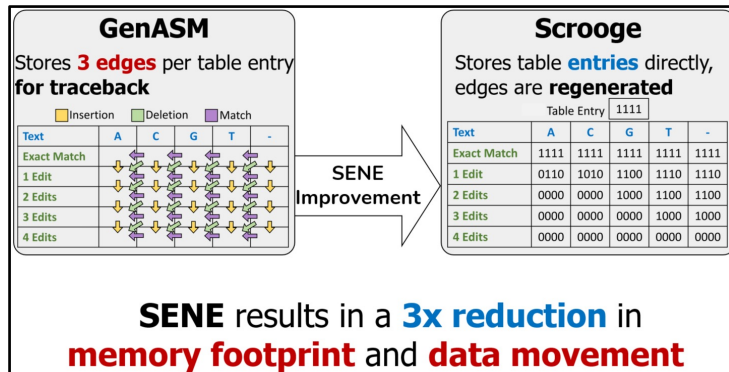 GenASM
Stores 3 edges per table entry
for traceback
Insertion Deletion Match
Text A C G T -
Exact Match
1 Edit
2 Edits
3 Edits
4 Edits
SENE
Improvement
Scrooge
Stores table entries directly,
edges are regenerated
Table Entry 1111
Text A C G T -
Exact Match 1111 1111 1111 1111 1111
1 Edit 0110 1010 1100 1110 1110
2 Edits 0000 0000 1000 1100 1100
3 Edits 0000 0000 0000 1000 1000
4 Edits 0000 0000 0000 0000 0000
SENE results in a 3x reduction in
memory footprint and data movement